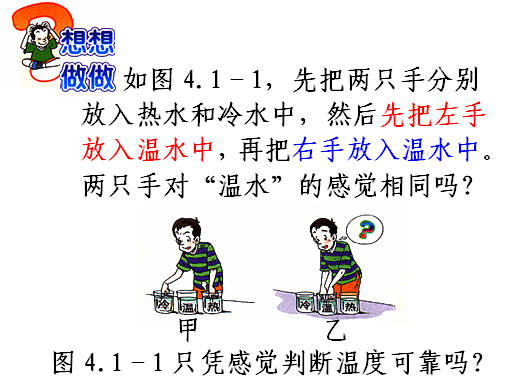 想想
做做
如图 4.1-1，先把两只手分别
放入热水和冷水中，然后先把左手
放入温水中，再把右手放入温水中。
两只手对“温水”的感觉相同吗？
?
冷 温 热
冷 温 热
甲 乙
图 4.1-1 只凭感觉判断温度可靠吗？